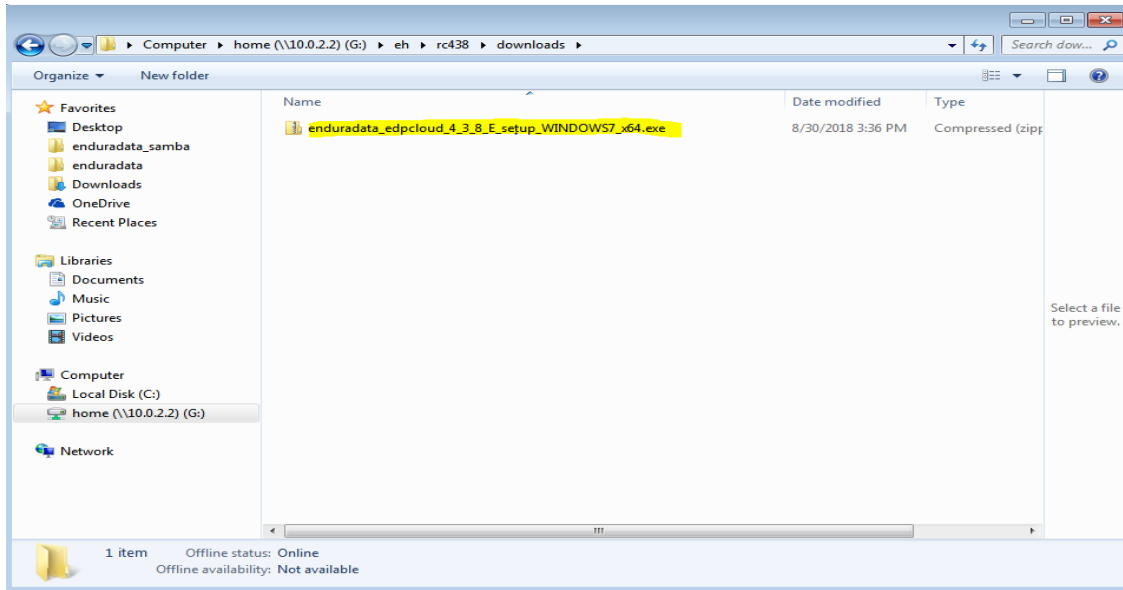 Computer ▸ home (\\10.0.2.2) (G:) ▸ eh ▸ rc438 ▸ downloads ▸
Search dow...
Organize
New folder
Favorites
Desktop
enduradata_samba
enduradata
Downloads
OneDrive
Recent Places
Libraries
Documents
Music
Pictures
Videos
Computer
Local Disk (C:)
home (\\10.0.2.2) (G:)
Network
Name Date modified Type
enduradata_edpcloud_4_3_8_E_setup_WINDOWS7_x64.exe 8/30/2018 3:36 PM Compressed (zipp
Select a file
to preview.
1 item Offline status: Online
Offline availability: Not available